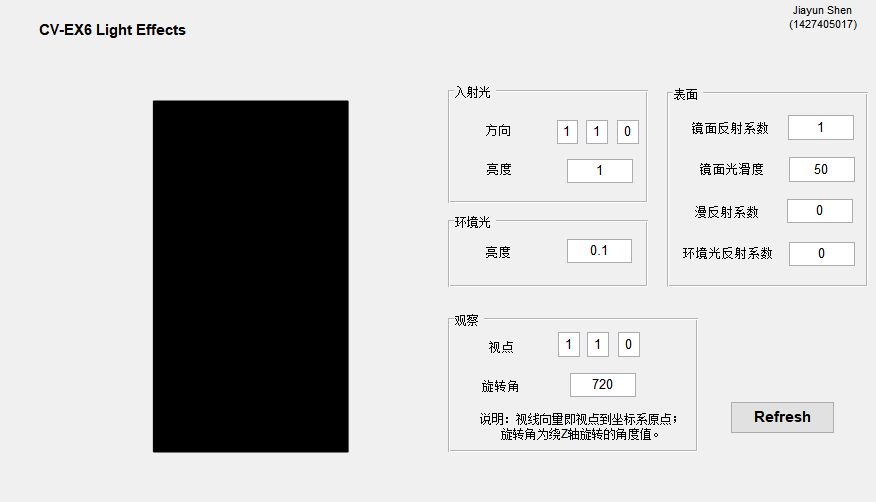 CV-EX6 Light Effects
Jiayun Shen
(1427405017)
入射光
方向 1 1 0
亮度 1
环境光
亮度 0.1
表面
镜面反射系数 1
镜面光滑度 50
漫反射系数 0
环境光反射系数 0
观察
视点 1 1 0
旋转角 720
说明：视线向量即视点到坐标系原点；
旋转角为绕Z轴旋转的角度值。
Refresh